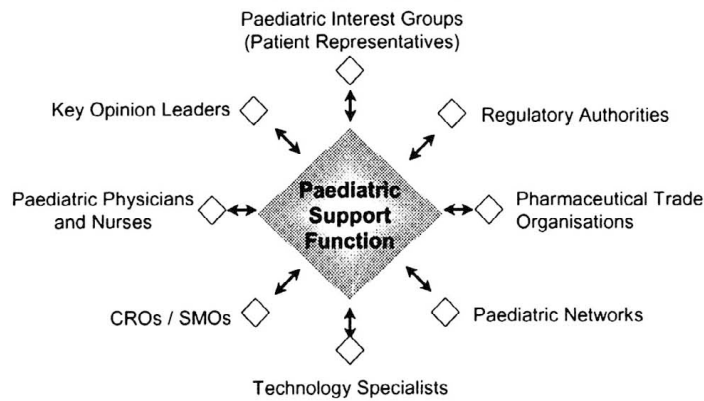 Paediatric Interest Groups
(Patient Representatives)
Key Opinion Leaders
Regulatory Authorities
Paediatric Physicians
and Nurses
Paediatric
Support
Function
Pharmaceutical Trade
Organisations
CROs / SMOs
Paediatric Networks
Technology Specialists